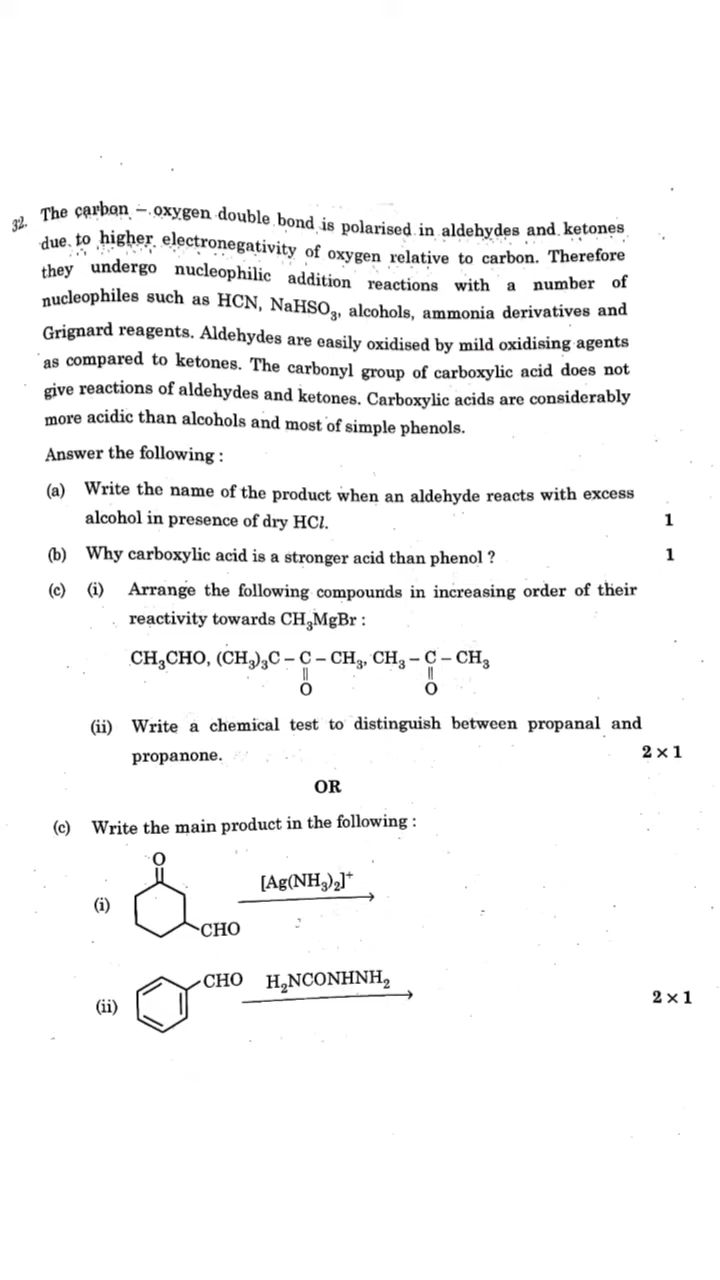 32. The carbon – oxygen double bond is polarised in aldehydes and ketones
due to higher electronegativity of oxygen relative to carbon. Therefore
they undergo nucleophilic addition reactions with a number of
nucleophiles such as HCN, NaHSO₃, alcohols, ammonia derivatives and
Grignard reagents. Aldehydes are easily oxidised by mild oxidising agents
as compared to ketones. The carbonyl group of carboxylic acid does not
give reactions of aldehydes and ketones. Carboxylic acids are considerably
more acidic than alcohols and most of simple phenols.
Answer the following :
(a) Write the name of the product when an aldehyde reacts with excess
alcohol in presence of dry HCl. 1
(b) Why carboxylic acid is a stronger acid than phenol ? 1
(c) (i) Arrange the following compounds in increasing order of their
reactivity towards CH₃MgBr :
CH₃CHO, (CH₃)₃C – C – CH₃, CH₃ – C – CH₃
|| ||
O O
(ii) Write a chemical test to distinguish between propanal and
propanone. 2 × 1
OR
(c) Write the main product in the following :
O
[Ag(NH₃)₂]⁺
(i)
CHO
CHO H₂NCONHNH₂
(ii) 2 × 1